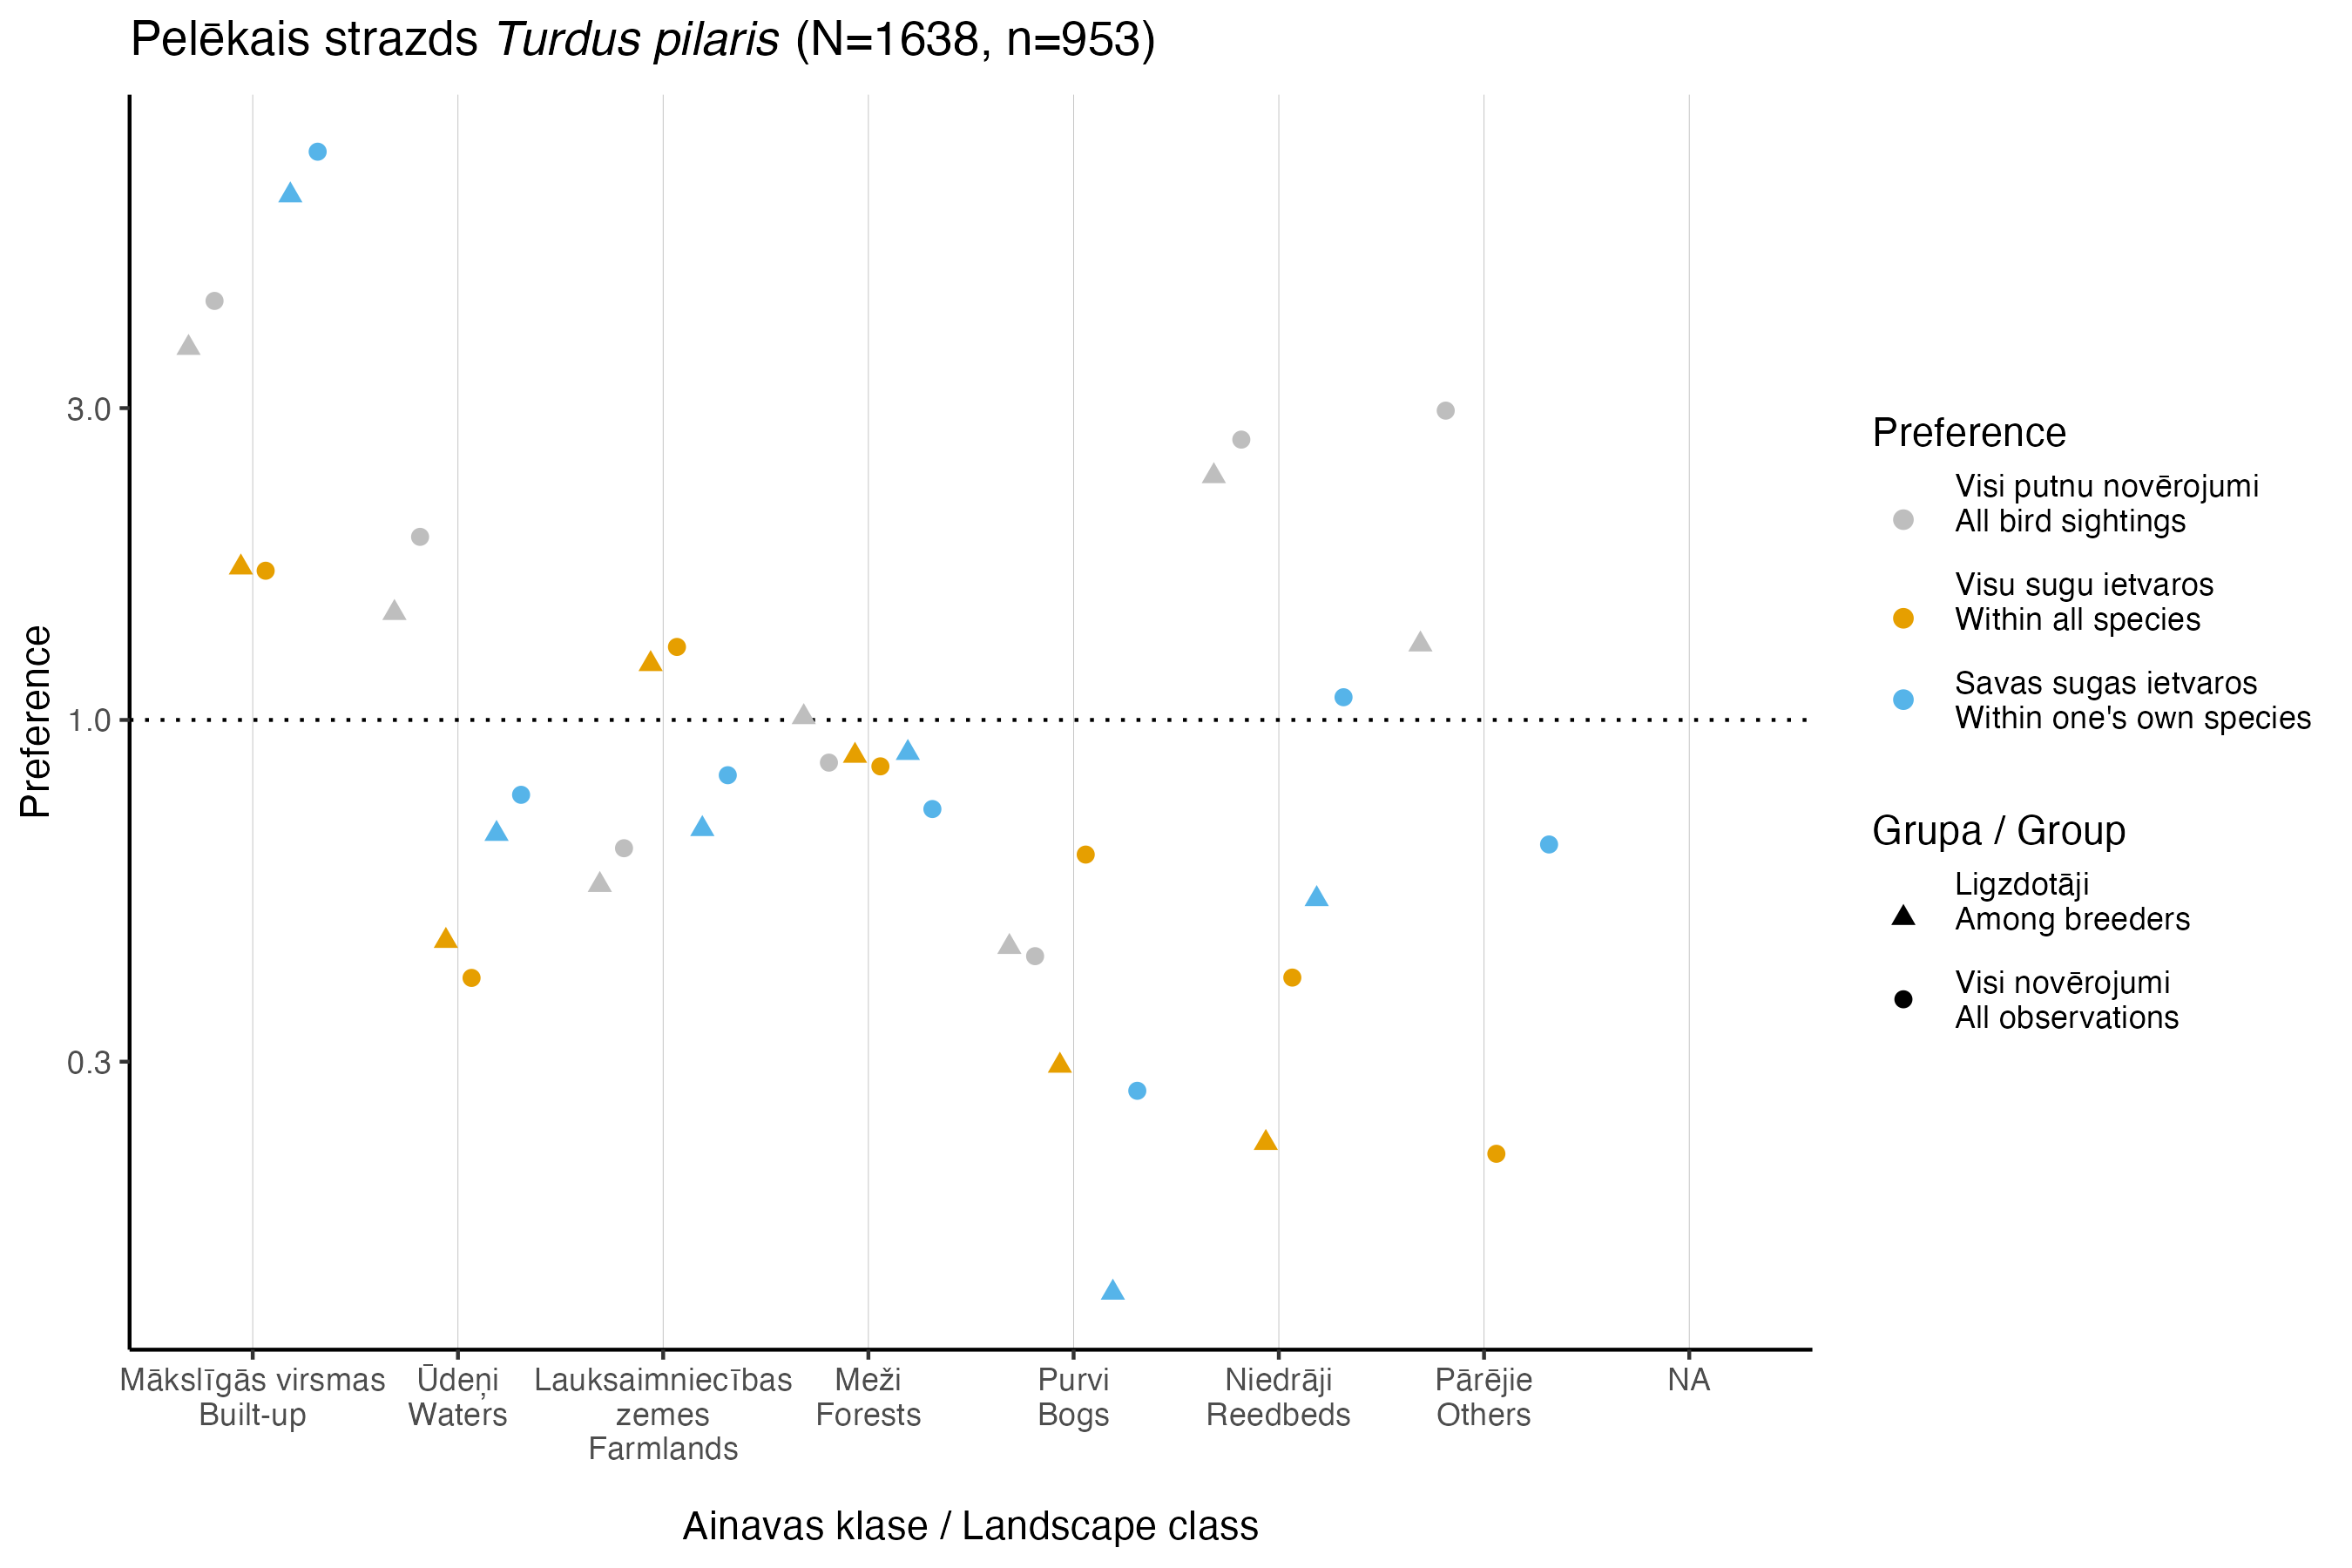 Pelēkais strazds Turdus pilaris (N=1638, n=953)
Preference
3.0
1.0
0.3
Mākslīgās virsmas
Built-up
Ūdeņi
Waters
Lauksaimniecības
zemes
Farmlands
Meži
Forests
Purvi
Bogs
Niedrāji
Reedbeds
Pārējie
Others
NA
Ainavas klase / Landscape class
Preference
Visi putnu novērojumi
All bird sightings
Visu sugu ietvaros
Within all species
Savas sugas ietvaros
Within one's own species
Grupa / Group
Ligzdotāji
Among breeders
Visi novērojumi
All observations